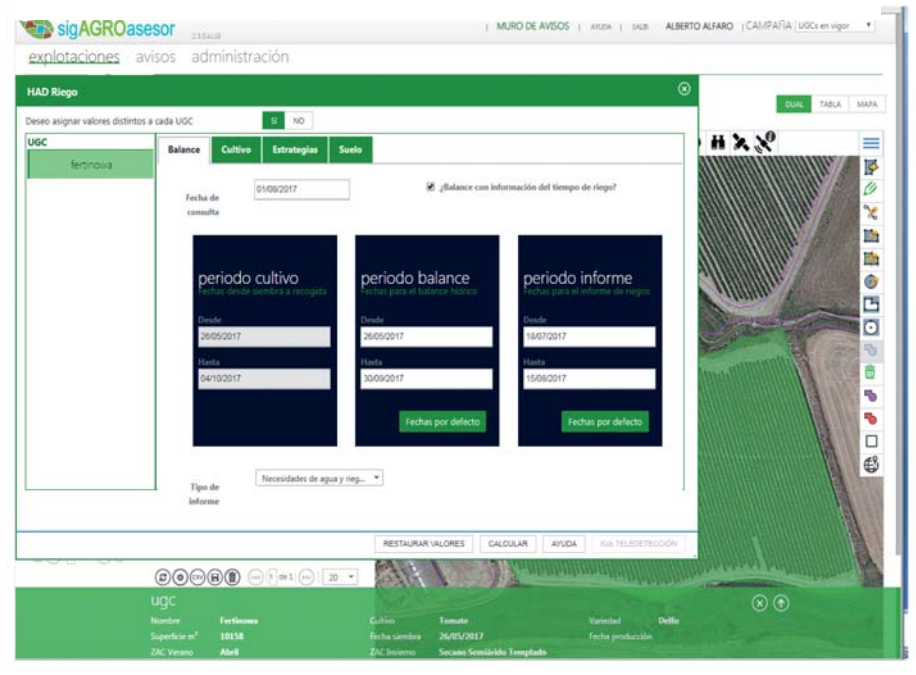 sigAGROasesor
| MURO DE AVISOS | AYUDA | SALIR ALBERTO ALFARO | CAMPAÑA UGCs en vigor
explotaciones avisos administración
HAD Riego
DUAL TABLA MAPA
Deseo asignar valores distintos a cada UGC SI NO
UGC
fertinowa
Balance Cultivo Estrategias Suelo
Fecha de
consulta
01/08/2017
¿Balance con información del tiempo de riego?
periodo cultivo
Fechas desde siembra a recogida
Desde
26/05/2017
Hasta
04/10/2017
periodo balance
Fechas para el balance hídrico
Desde
26/05/2017
Hasta
30/09/2017
Fechas por defecto
periodo informe
Fechas para el informe de riegos
Desde
18/07/2017
Hasta
15/08/2017
Fechas por defecto
Tipo de
informe
Necesidades de agua y rieg...
RESTAURAR VALORES CALCULAR AYUDA Kcb TELEDETECCIÓN
CSV de 1 20
ugc
Nombre Fertinowa Cultivo Tomate Variedad Delfo
Superficie m² 10158 Fecha siembra 26/05/2017 Fecha producción
ZAC Verano Abell ZAC Invierno Secano Semiárido Templado